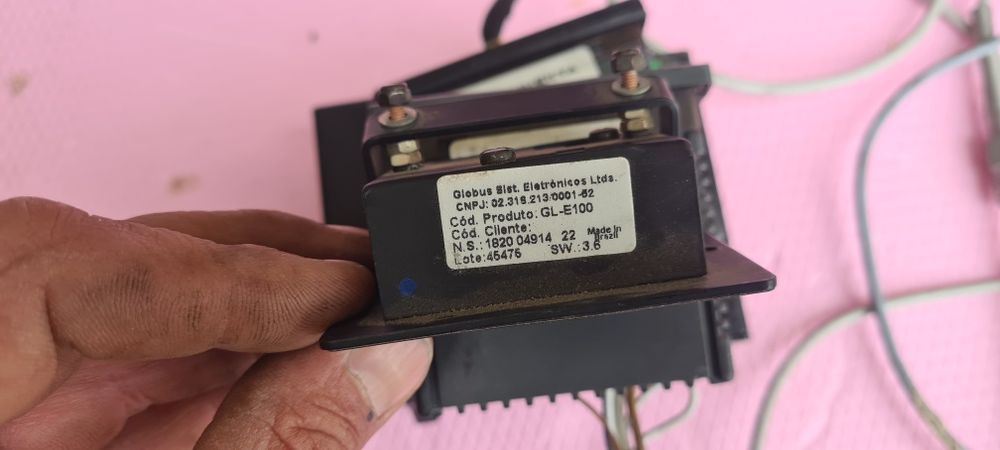 Globus Sist. Eletrônicos Ltda.
CNPJ: 02.316.213/0001-52
Cód. Produto: GL-E100
Cód. Cliente:
N.S.: 1820 04914 22 Made in Brazil
Lote: 45475 SW.: 3.6